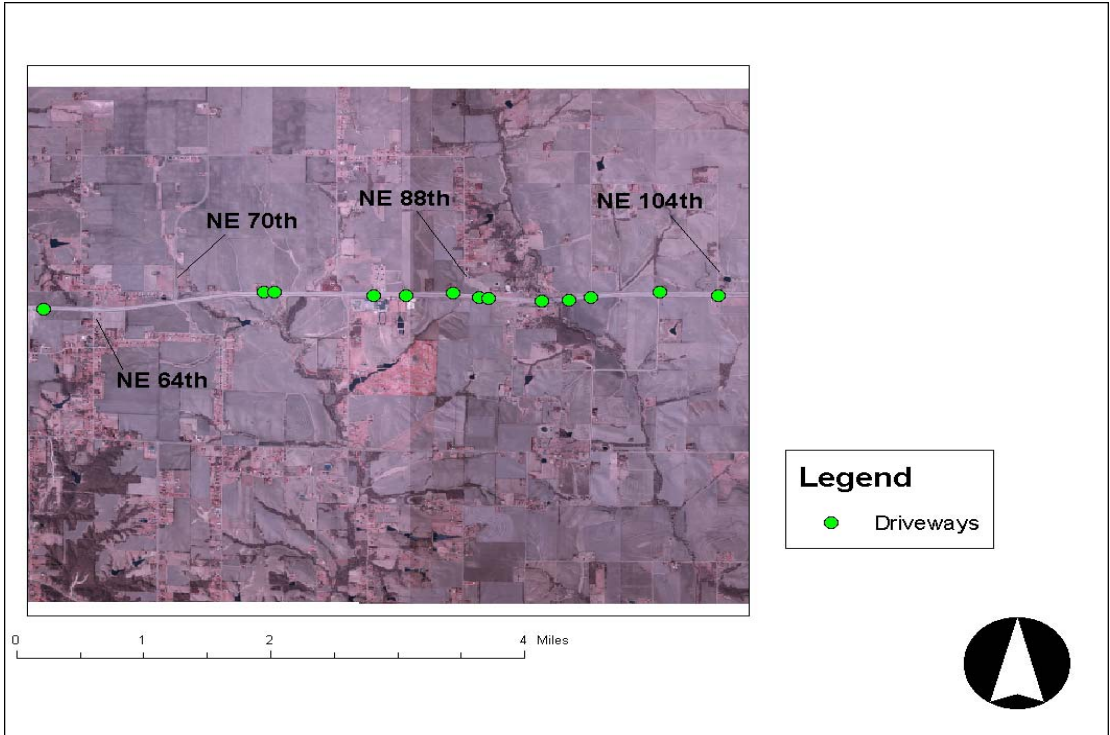 NE 88th
NE 104th
NE 70th
NE 64th
Legend
Driveways
0 1 2 4 Miles